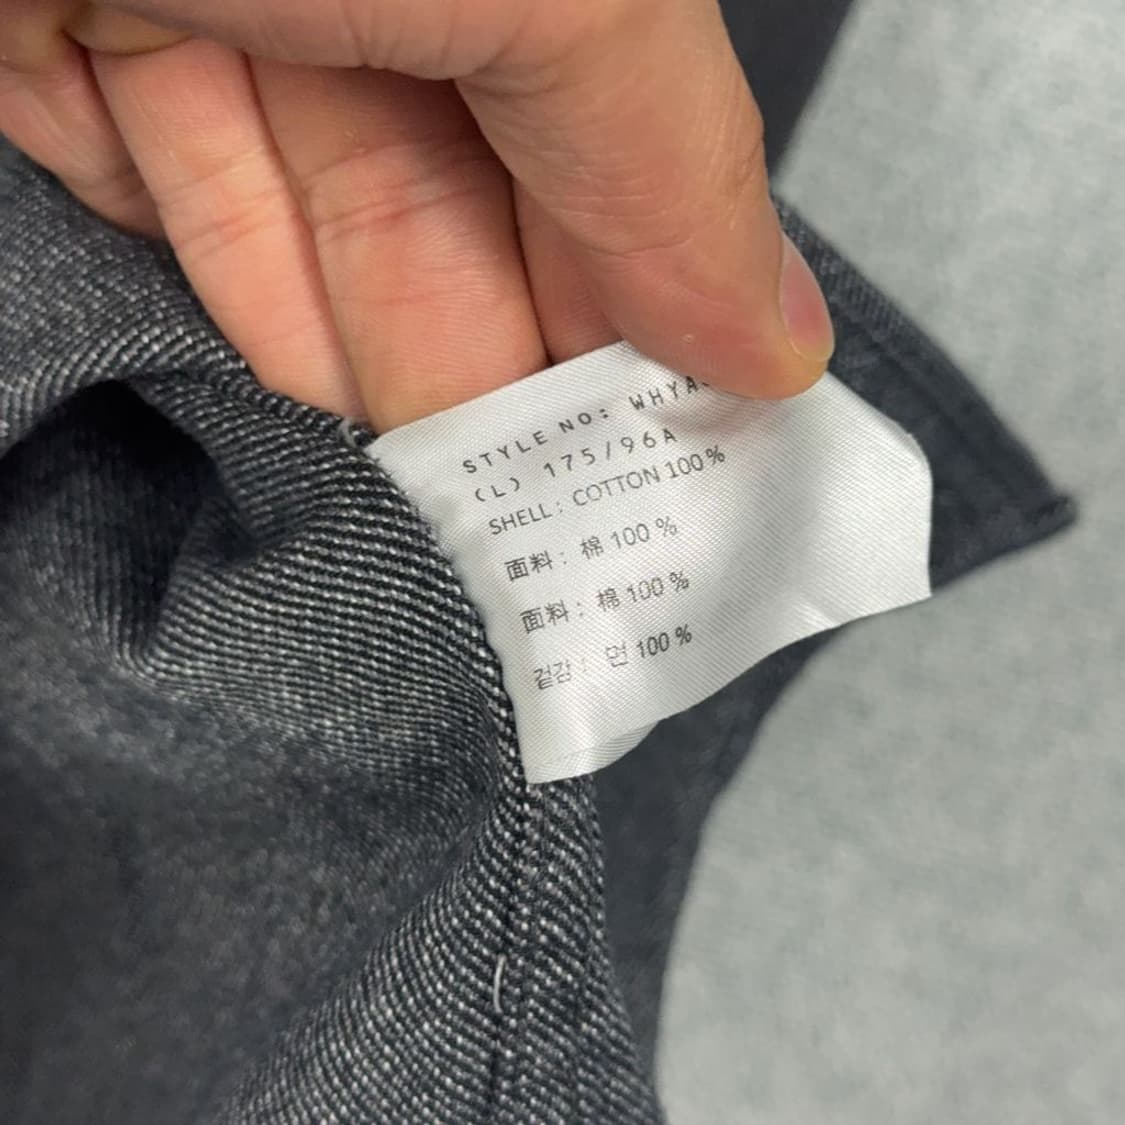 STYLE NO: WHYA
(L) 175/96A
SHELL: COTTON 100%
面料: 棉 100%
面料: 棉 100%
겉감: 면 100%